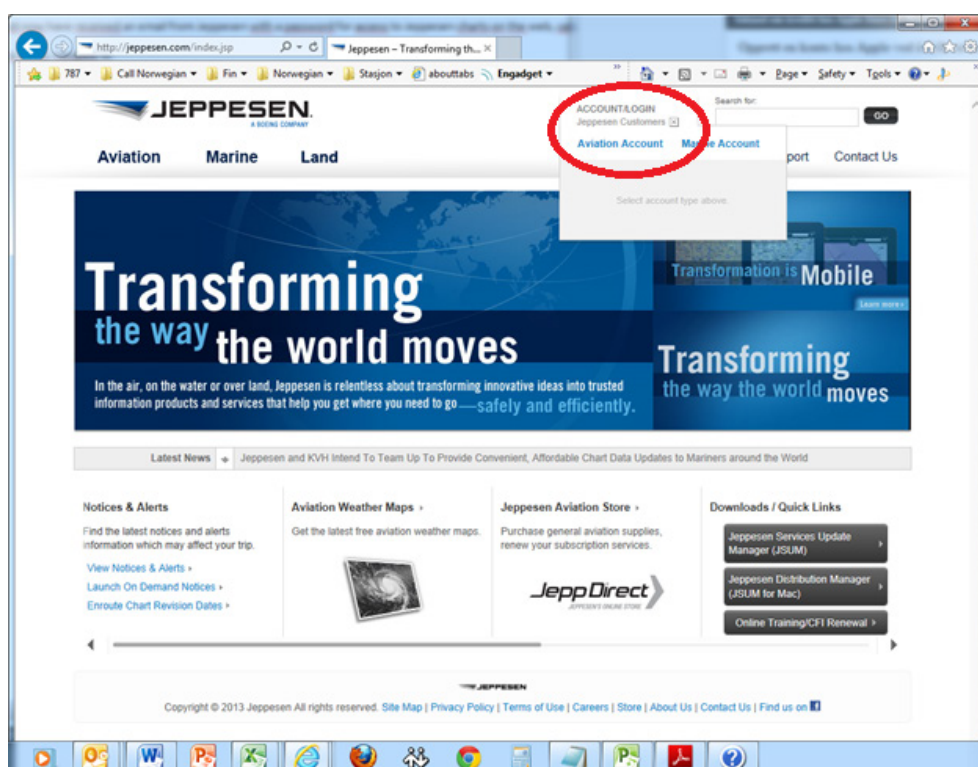 http://jeppesen.com/index.jsp
Jeppesen – Transforming th...
787
Call Norwegian
Fin
Norwegian
Stasjon
abouttabs
Engadget
Page
Safety
Tools
JEPPESEN.
A BOEING COMPANY
ACCOUNT/LOGIN
Jeppesen Customers
Search for:
GO
Aviation
Marine
Land
Aviation Account
Contact Us
Select account type above.
Transforming
the way the world moves
In the air, on the water or over land, Jeppesen is relentless about transforming innovative ideas into trusted
information products and services that help you get where you need to go — safely and efficiently.
Transformation is Mobile
Learn more
Transforming
the way the world moves
Latest News
Jeppesen and KVH Intend To Team Up To Provide Convenient, Affordable Chart Data Updates to Mariners around the World
Notices & Alerts
Find the latest notices and alerts
information which may affect your trip.
View Notices & Alerts
Launch On Demand Notices
Enroute Chart Revision Dates
Aviation Weather Maps
Get the latest free aviation weather maps.
Jeppesen Aviation Store
Purchase general aviation supplies,
renew your subscription services.
JeppDirect
JEPPESEN'S ONLINE STORE
Downloads / Quick Links
Jeppesen Services Update
Manager (JSUM)
Jeppesen Distribution Manager
(JSUM for Mac)
Online Training/CFI Renewal
JEPPESEN
Copyright © 2013 Jeppesen All rights reserved. Site Map | Privacy Policy | Terms of Use | Careers | Store | About Us | Contact Us | Find us on